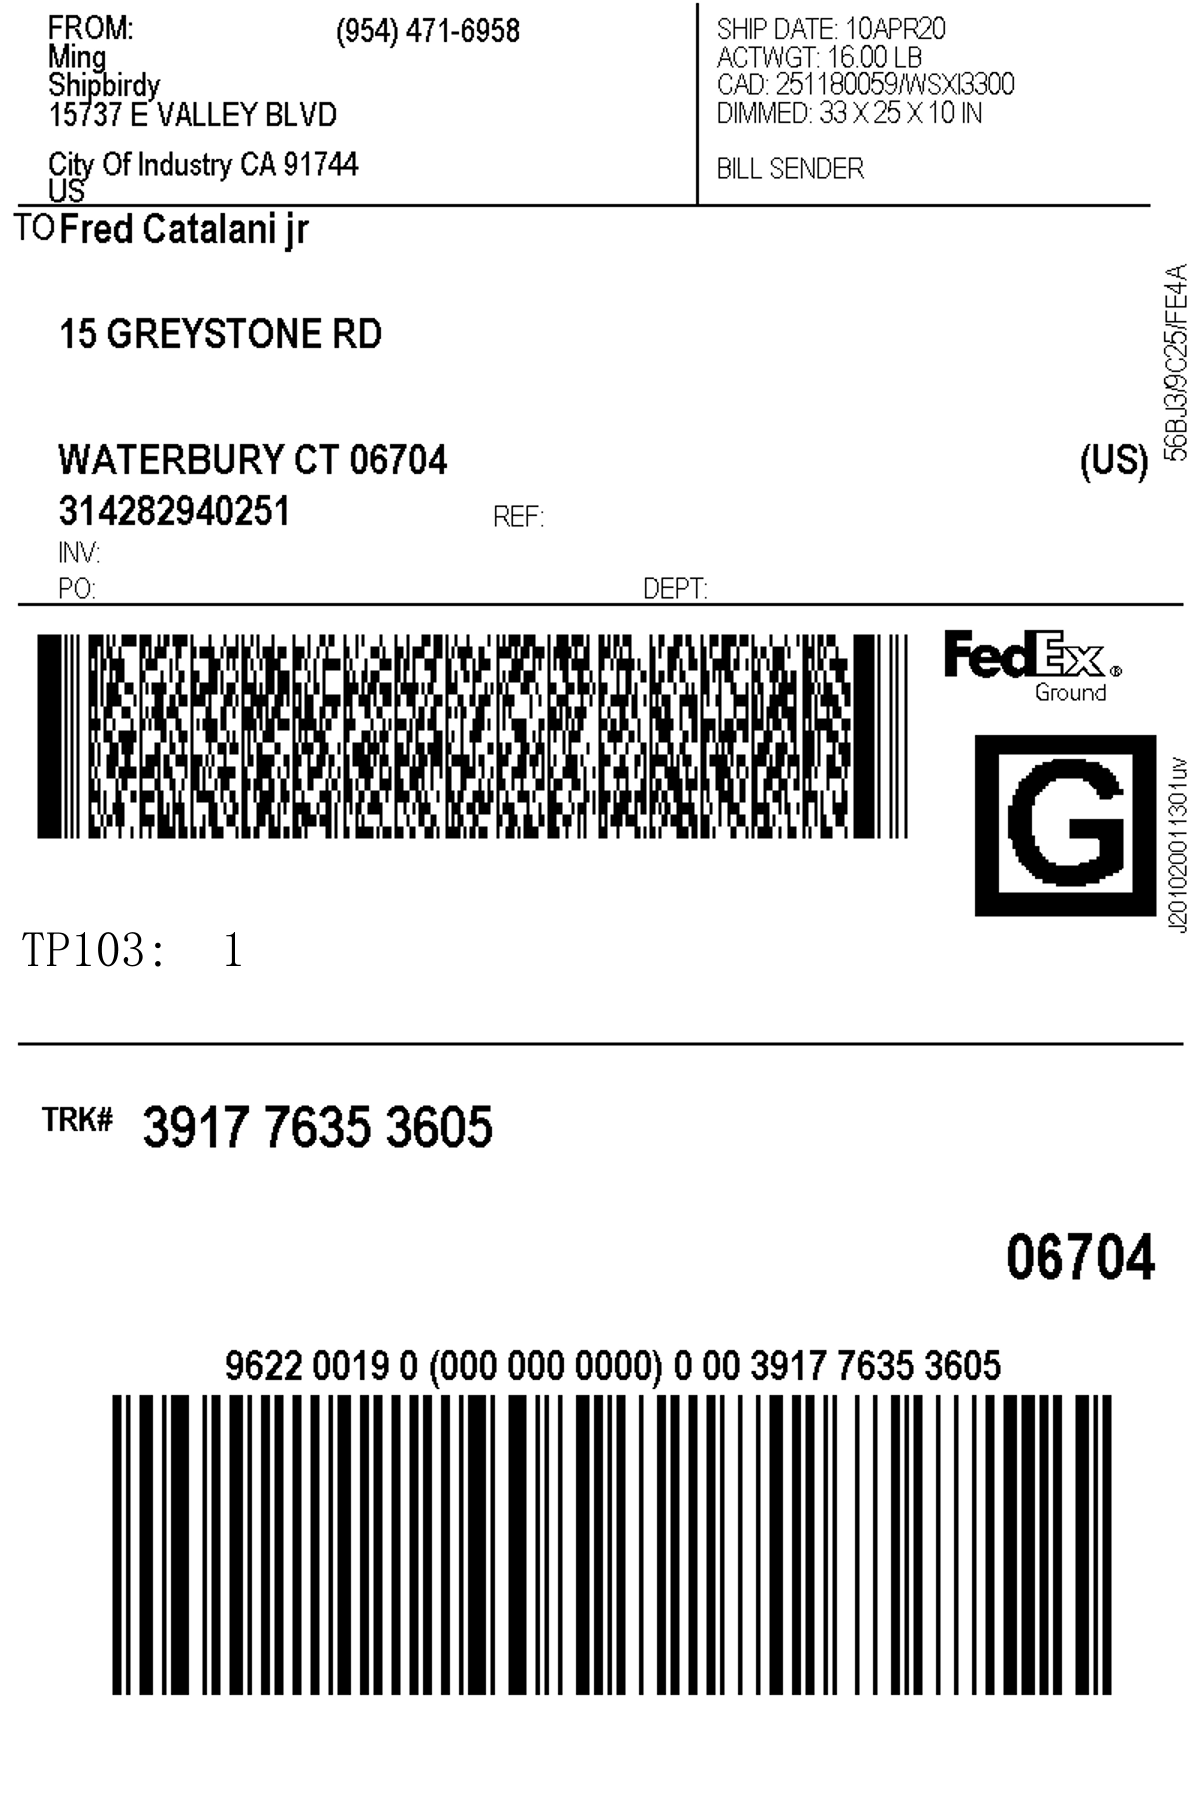 FROM: (954) 471-6958
Ming
Shipbirdy
15737 E VALLEY BLVD
City Of Industry CA 91744
US
SHIP DATE: 10APR20
ACTWGT: 16.00 LB
CAD: 251180059/WSXI3300
DIMMED: 33 X 25 X 10 IN
BILL SENDER
TO Fred Catalani jr
15 GREYSTONE RD
WATERBURY CT 06704 (US)
314282940251 REF:
INV:
PO: DEPT:
56BJ3/9C25/FE4A
FedEx®
Ground
G
J201020011301uv
TP103: 1
TRK# 3917 7635 3605
06704
9622 0019 0 (000 000 0000) 0 00 3917 7635 3605